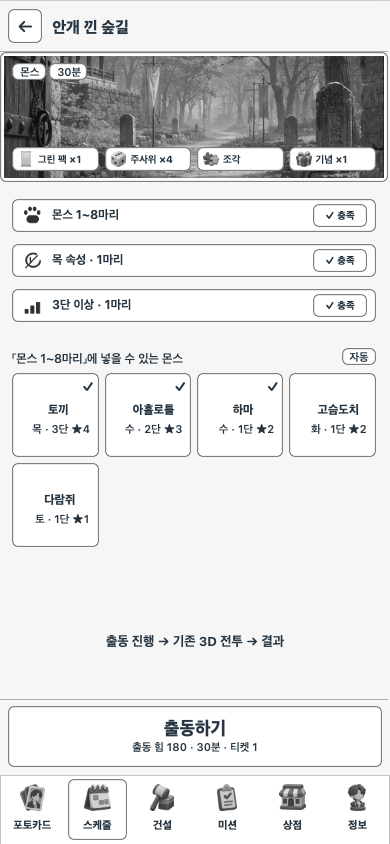 ← 안개 낀 숲길
몬스 30분
그린 팩 ×1 주사위 ×4 조각 기념 ×1
몬스 1~8마리 ✓ 충족
목 속성 · 1마리 ✓ 충족
3단 이상 · 1마리 ✓ 충족
「몬스 1~8마리」에 넣을 수 있는 몬스 자동
토끼 아홀로틀 하마 고슴도치
목 · 3단 ★4 수 · 2단 ★3 수 · 1단 ★2 화 · 1단 ★2
다람쥐
토 · 1단 ★1
출동 진행 → 기존 3D 전투 → 결과
출동하기
출동 힘 180 · 30분 · 티켓 1
포토카드 스케줄 건설 미션 상점 정보